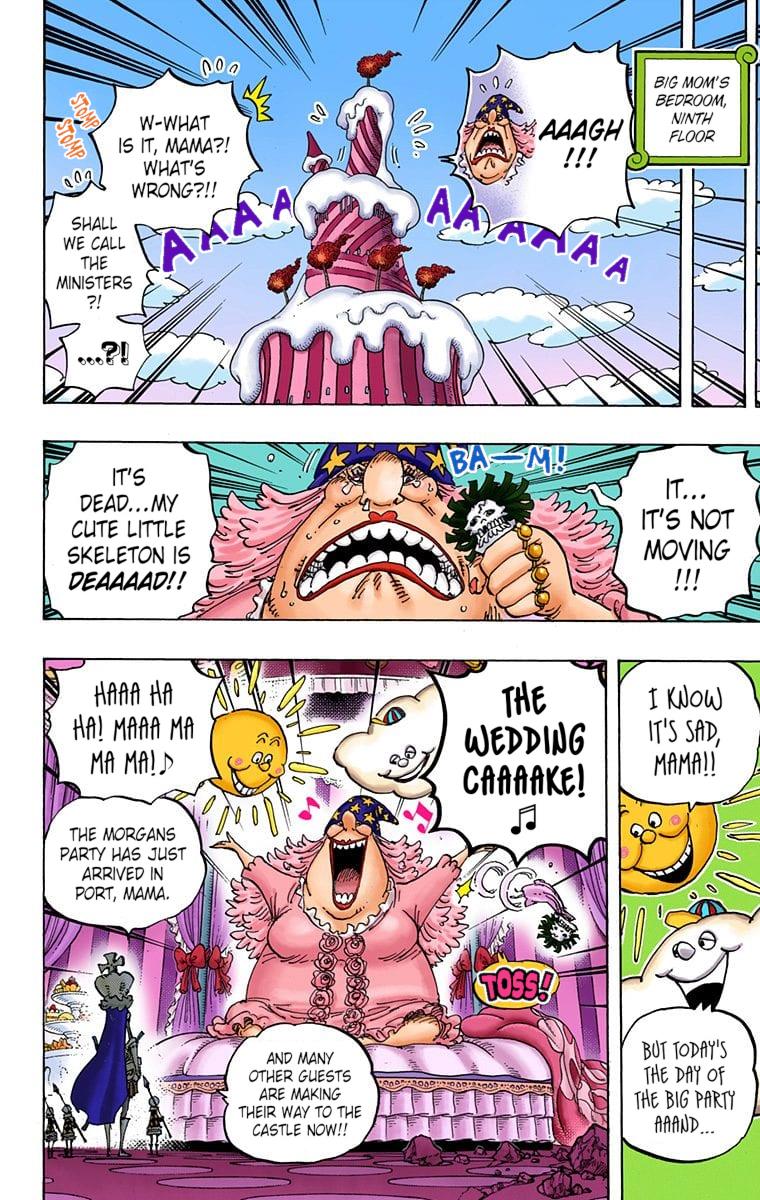 BIG MOM'S
BEDROOM,
NINTH
FLOOR
AAAGH
!!!
AAAA
AAAAAA
STOMP
STOMP
W-WHAT
IS IT, MAMA?!
WHAT'S
WRONG?!!
SHALL
WE CALL
THE
MINISTERS
?!
...?!
IT...
IT'S NOT
MOVING
!!!
BA—M!
IT'S
DEAD...MY
CUTE LITTLE
SKELETON IS
DEAAAAD!!
I KNOW
IT'S SAD,
MAMA!!
BUT TODAY'S
THE DAY OF
THE BIG PARTY
AAAND...
THE
WEDDING
CAAAAKE!
♫
HAAA HA
HA! MAAA MA
MA MA!♪
TOSS!
THE MORGANS
PARTY HAS JUST
ARRIVED IN
PORT, MAMA.
AND MANY
OTHER GUESTS
ARE MAKING
THEIR WAY TO THE
CASTLE NOW!!